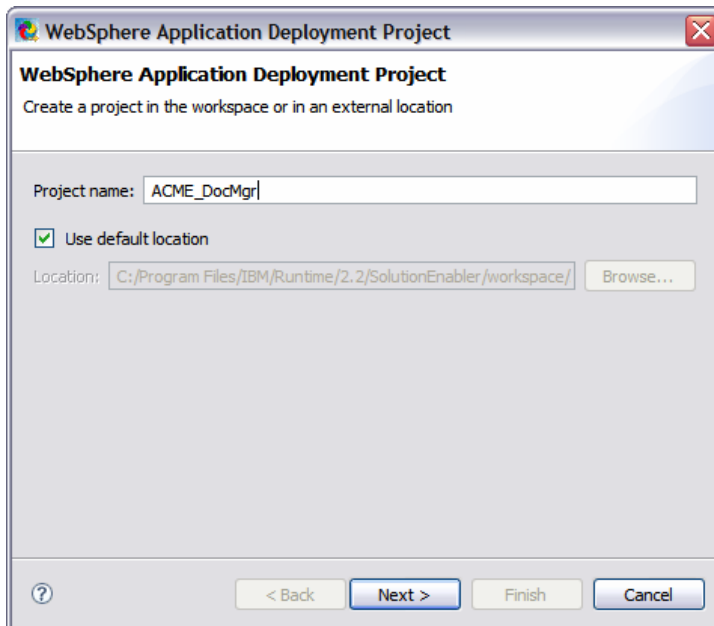 WebSphere Application Deployment Project
WebSphere Application Deployment Project
Create a project in the workspace or in an external location
Project name: ACME_DocMgr
Use default location
Location: C:/Program Files/IBM/Runtime/2.2/SolutionEnabler/workspace/ Browse...
? < Back Next > Finish Cancel